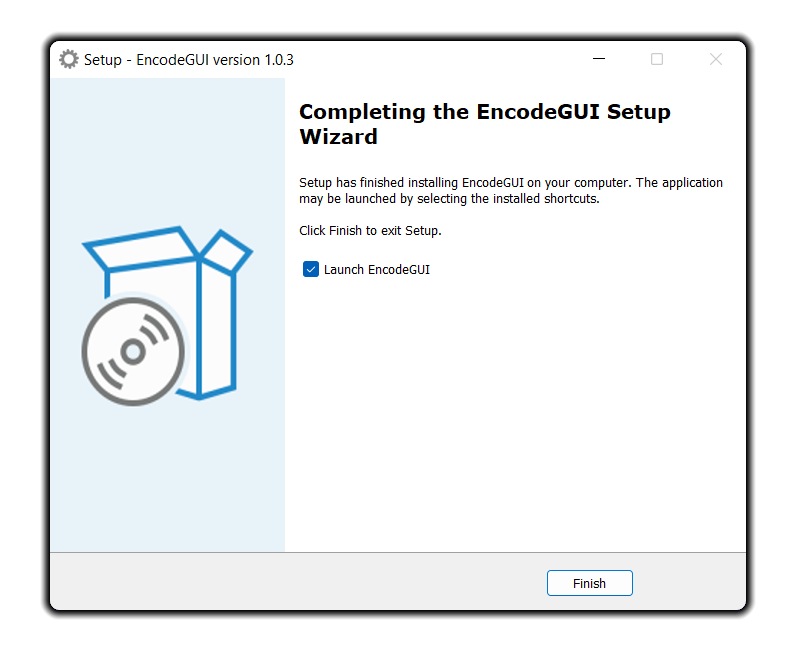 Setup - EncodeGUI version 1.0.3
Completing the EncodeGUI Setup
Wizard
Setup has finished installing EncodeGUI on your computer. The application
may be launched by selecting the installed shortcuts.
Click Finish to exit Setup.
Launch EncodeGUI
Finish